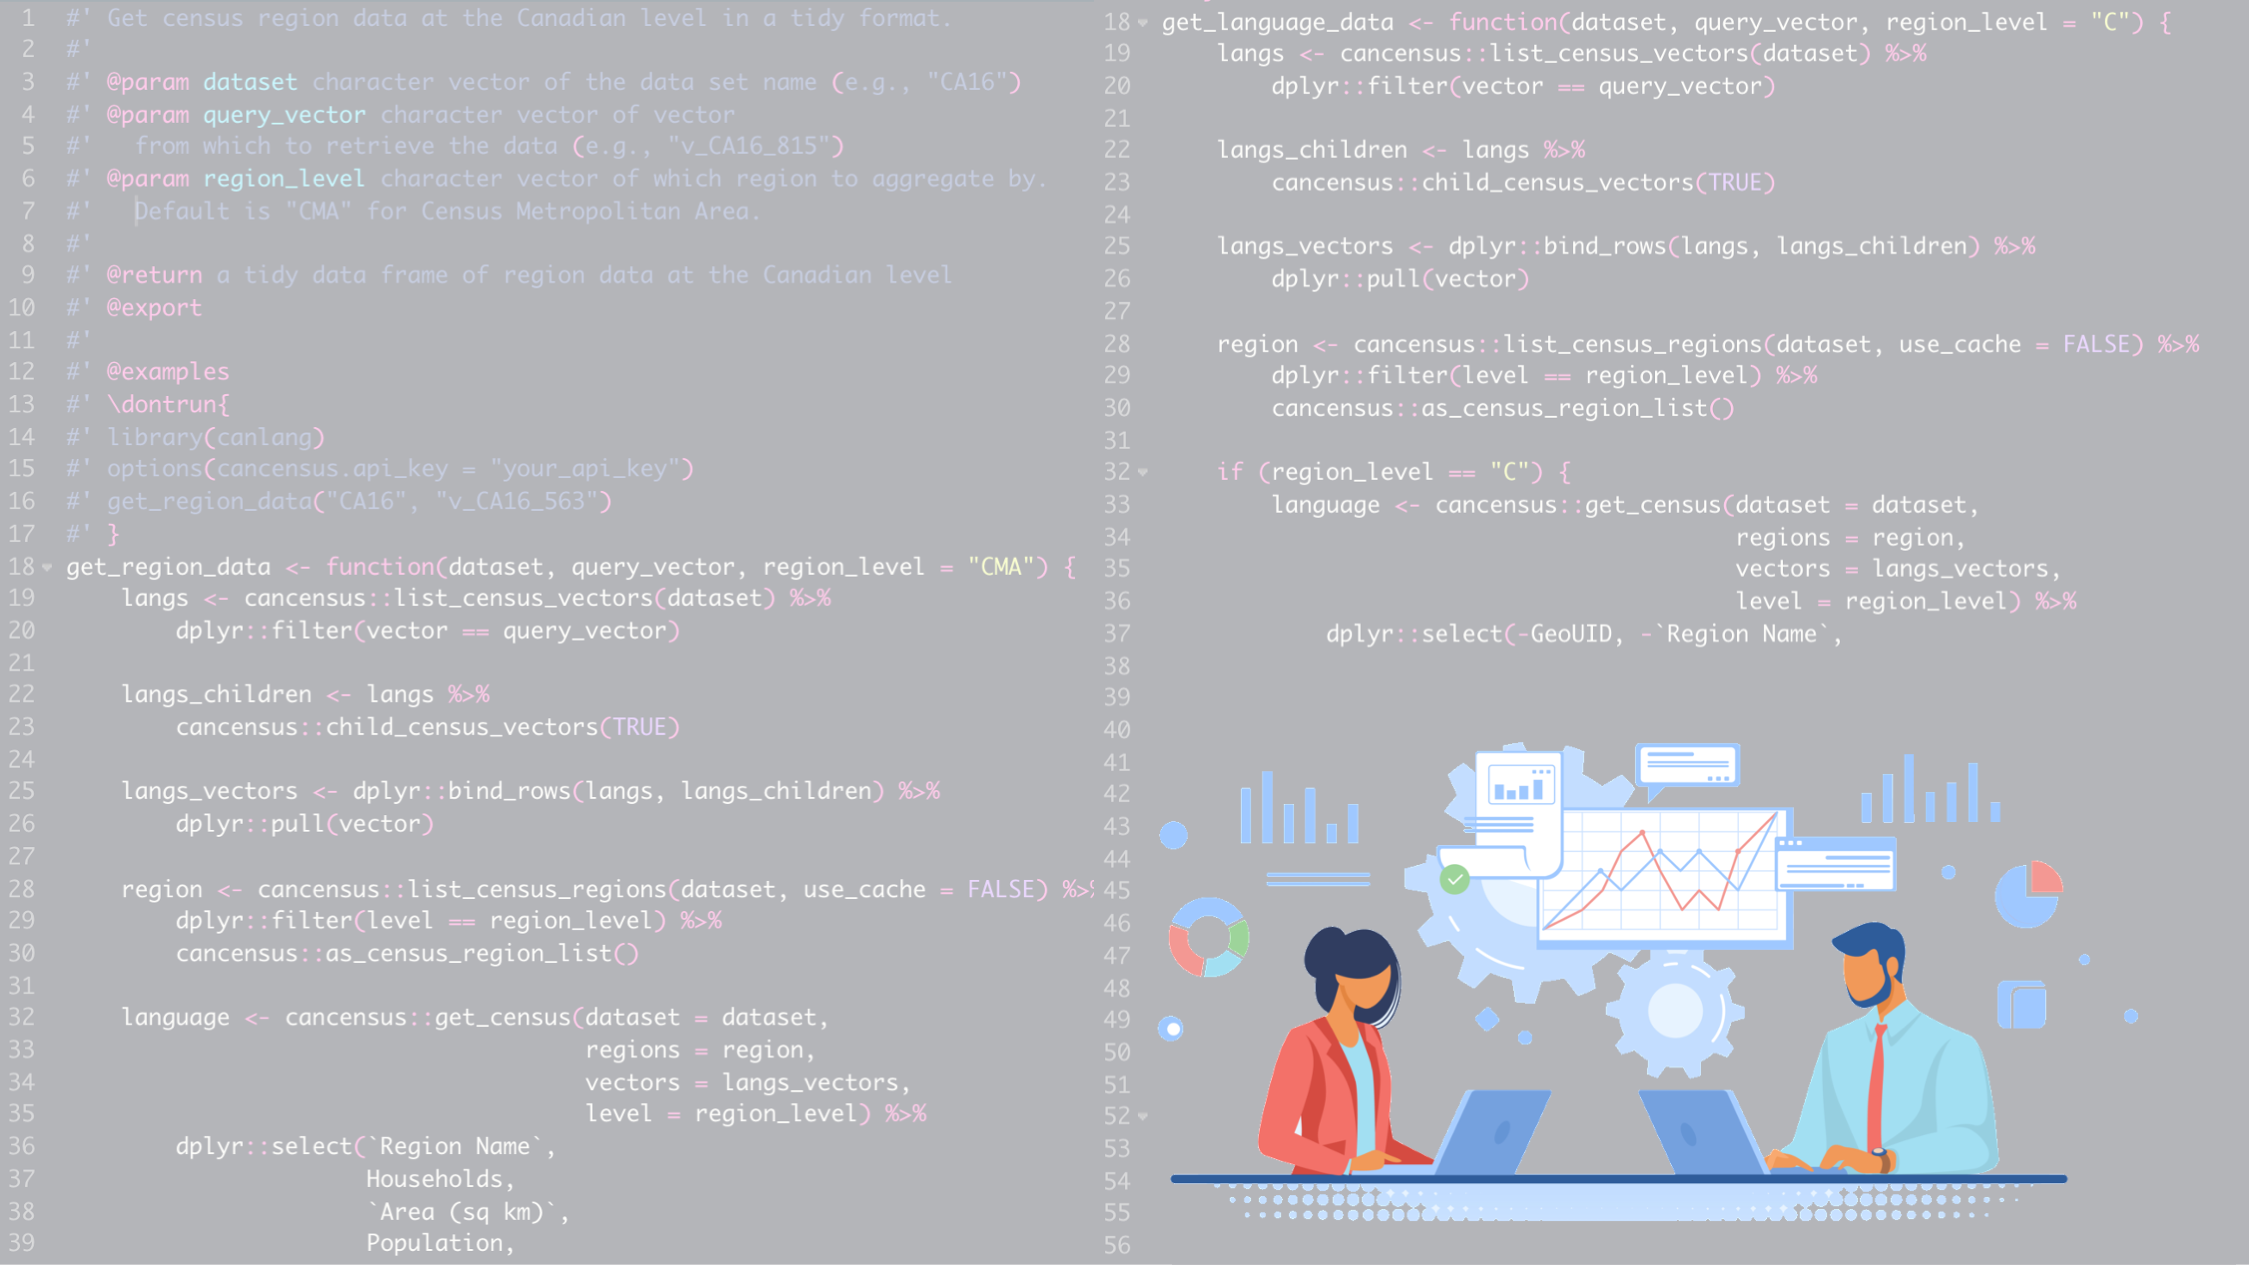 1 #' Get census region data at the Canadian level in a tidy format.
2 #'
3 #' @param dataset character vector of the data set name (e.g., "CA16")
4 #' @param query_vector character vector of vector
5 #'   from which to retrieve the data (e.g., "v_CA16_815")
6 #' @param region_level character vector of which region to aggregate by.
7 #'   Default is "CMA" for Census Metropolitan Area.
8 #'
9 #' @return a tidy data frame of region data at the Canadian level
10 #' @export
11 #'
12 #' @examples
13 #' \dontrun{
14 #' library(canlang)
15 #' options(cancensus.api_key = "your_api_key")
16 #' get_region_data("CA16", "v_CA16_563")
17 #' }
18 get_region_data <- function(dataset, query_vector, region_level = "CMA") {
19     langs <- cancensus::list_census_vectors(dataset) %>%
20         dplyr::filter(vector == query_vector)
21
22     langs_children <- langs %>%
23         cancensus::child_census_vectors(TRUE)
24
25     langs_vectors <- dplyr::bind_rows(langs, langs_children) %>%
26         dplyr::pull(vector)
27
28     region <- cancensus::list_census_regions(dataset, use_cache = FALSE) %>%
29         dplyr::filter(level == region_level) %>%
30         cancensus::as_census_region_list()
31
32     language <- cancensus::get_census(dataset = dataset,
33                                       regions = region,
34                                       vectors = langs_vectors,
35                                       level = region_level) %>%
36         dplyr::select(`Region Name`,
37                       Households,
38                       `Area (sq km)`,
39                       Population,
18 get_language_data <- function(dataset, query_vector, region_level = "C") {
19     langs <- cancensus::list_census_vectors(dataset) %>%
20         dplyr::filter(vector == query_vector)
21
22     langs_children <- langs %>%
23         cancensus::child_census_vectors(TRUE)
24
25     langs_vectors <- dplyr::bind_rows(langs, langs_children) %>%
26         dplyr::pull(vector)
27
28     region <- cancensus::list_census_regions(dataset, use_cache = FALSE) %>%
29         dplyr::filter(level == region_level) %>%
30         cancensus::as_census_region_list()
31
32     if (region_level == "C") {
33         language <- cancensus::get_census(dataset = dataset,
34                                           regions = region,
35                                           vectors = langs_vectors,
36                                           level = region_level) %>%
37             dplyr::select(-GeoUID, -`Region Name`,
38
39
40
41
42
43
44
45
46
47
48
49
50
51
52
53
54
55
56